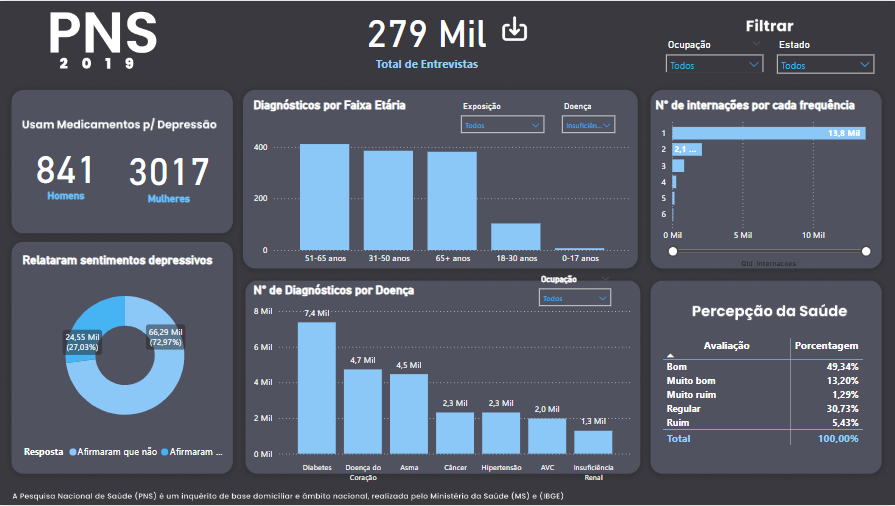 PNS
2019
279 Mil
Total de Entrevistas
Filtrar
Ocupação
Todos
Estado
Todos
Usam Medicamentos p/ Depressão
841
Homens
3017
Mulheres
Diagnósticos por Faixa Etária
Exposição
Todos
Doença
Insuficiên...
400
200
0
51-65 anos
31-50 anos
65+ anos
18-30 anos
0-17 anos
N° de internações por cada frequência
1
13,8 Mil
2
2,1 ...
3
4
5
6
0 Mil
5 Mil
10 Mil
Qtd_Internacoes
Relataram sentimentos depressivos
24,55 Mil
(27,03%)
66,29 Mil
(72,97%)
Resposta
Afirmaram que não
Afirmaram ...
N° de Diagnósticos por Doença
Ocupação
Todos
8 Mil
6 Mil
4 Mil
2 Mil
0 Mil
7,4 Mil
4,7 Mil
4,5 Mil
2,3 Mil
2,3 Mil
2,0 Mil
1,3 Mil
Diabetes
Doença do
Coração
Asma
Câncer
Hipertensão
AVC
Insuficiência
Renal
Percepção da Saúde
Avaliação Porcentagem
Bom 49,34%
Muito bom 13,20%
Muito ruim 1,29%
Regular 30,73%
Ruim 5,43%
Total 100,00%
A Pesquisa Nacional de Saúde (PNS) é um inquérito de base domiciliar e âmbito nacional, realizada pelo Ministério da Saúde (MS) e (IBGE)